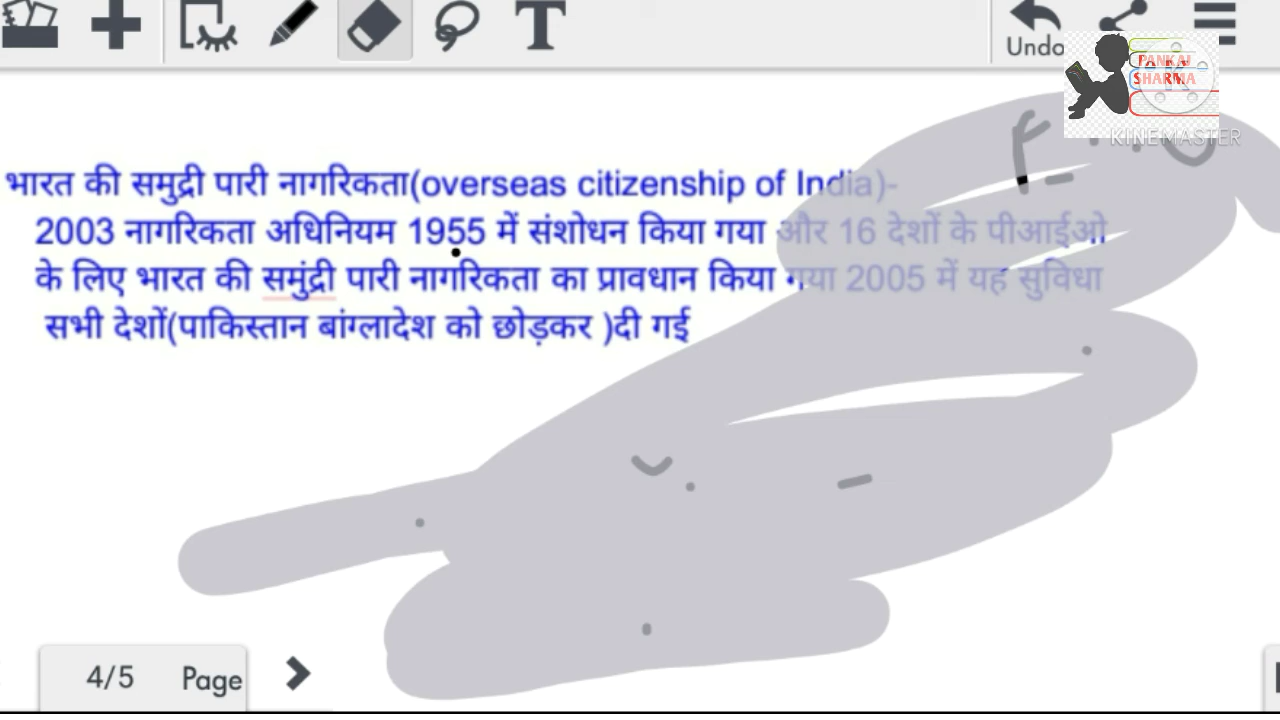 Undo
PANKAJ
SHARMA
KINEMASTER
भारत की समुद्री पारी नागरिकता(overseas citizenship of India)-
2003 नागरिकता अधिनियम 1955 में संशोधन किया गया और 16 देशों के पीआईओ
के लिए भारत की समुंद्री पारी नागरिकता का प्रावधान किया गया 2005 में यह सुविधा
सभी देशों(पाकिस्तान बांग्लादेश को छोड़कर )दी गई
4/5 Page